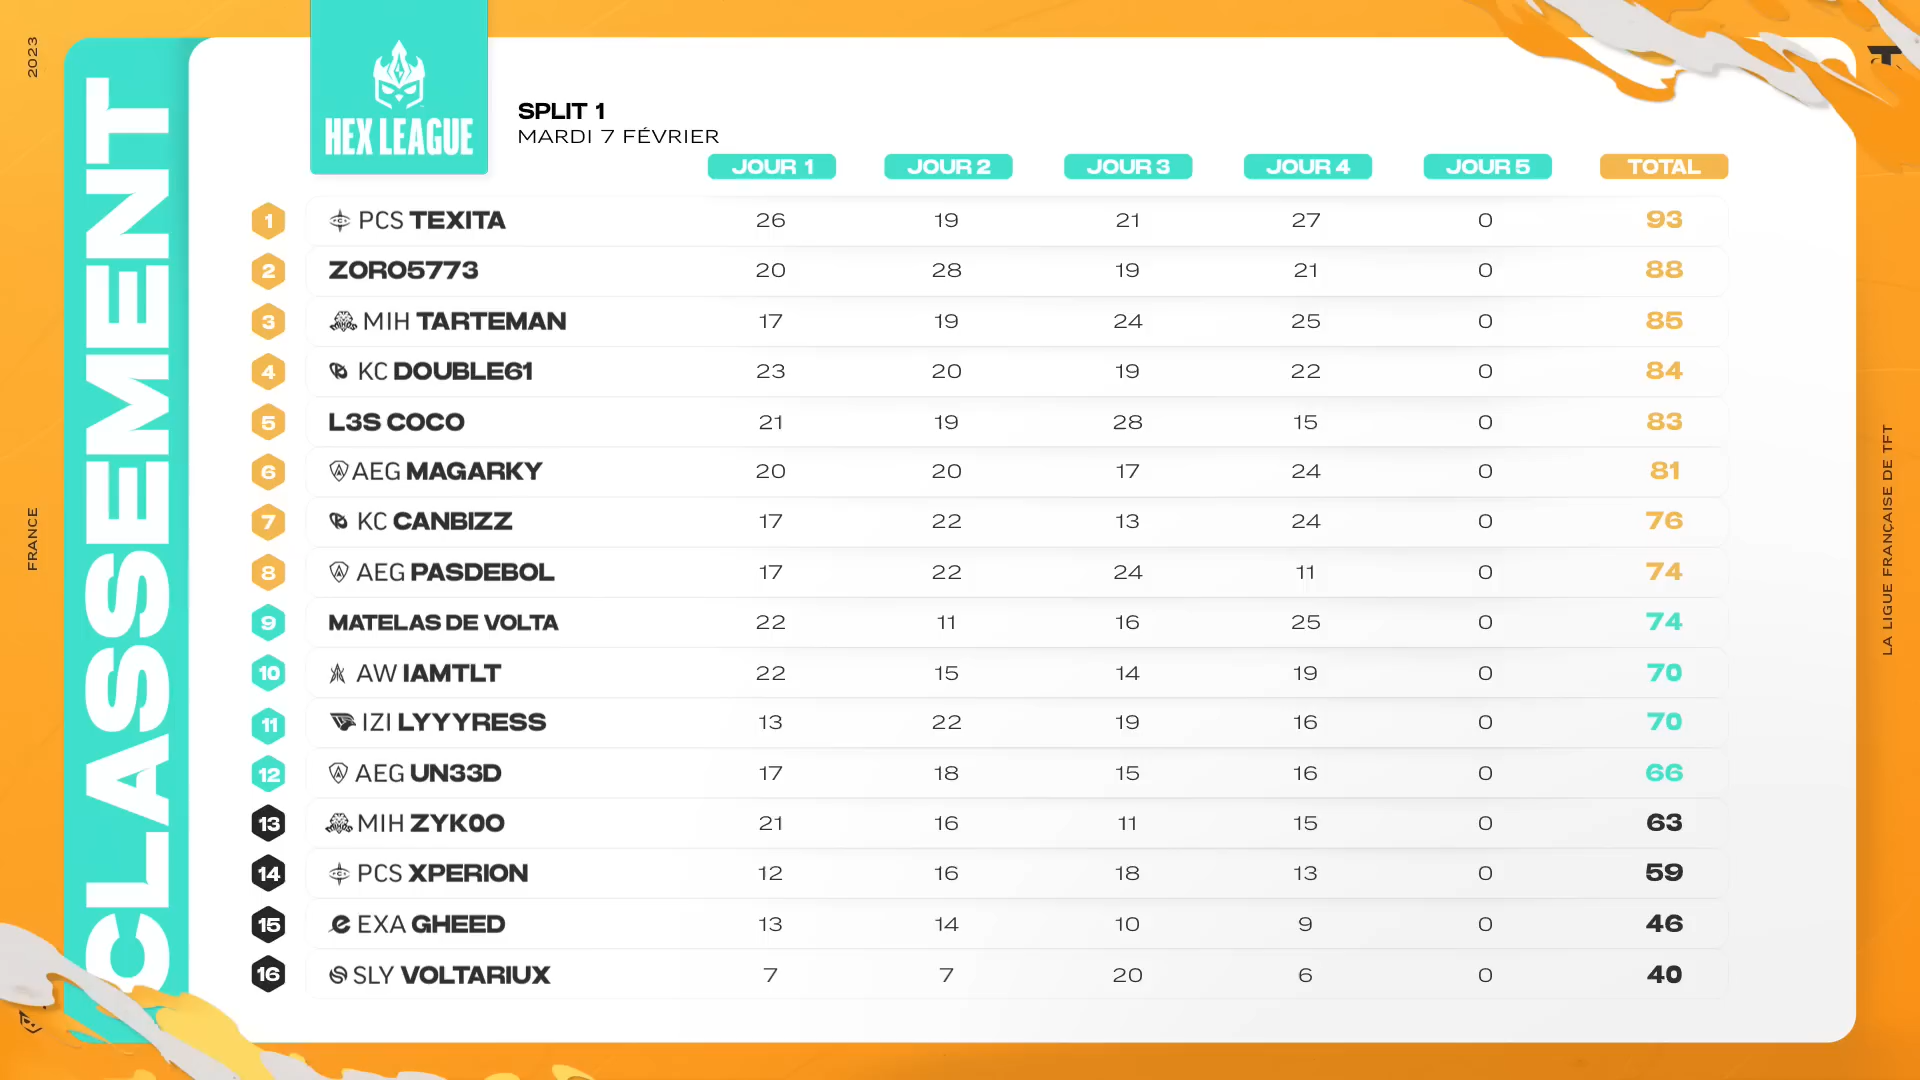 2023
FRANCE
CLASSEMENT
HEX LEAGUE
SPLIT 1
MARDI 7 FÉVRIER
JOUR 1 JOUR 2 JOUR 3 JOUR 4 JOUR 5 TOTAL
1 PCS TEXITA 26 19 21 27 0 93
2 ZORO5773 20 28 19 21 0 88
3 MIH TARTEMAN 17 19 24 25 0 85
4 KC DOUBLE61 23 20 19 22 0 84
5 L3S COCO 21 19 28 15 0 83
6 AEG MAGARKY 20 20 17 24 0 81
7 KC CANBIZZ 17 22 13 24 0 76
8 AEG PASDEBOL 17 22 24 11 0 74
9 MATELAS DE VOLTA 22 11 16 25 0 74
10 AW IAMTLT 22 15 14 19 0 70
11 IZI LYYYRESS 13 22 19 16 0 70
12 AEG UN33D 17 18 15 16 0 66
13 MIH ZYK0O 21 16 11 15 0 63
14 PCS XPERION 12 16 18 13 0 59
15 EXA GHEED 13 14 10 9 0 46
16 SLY VOLTARIUX 7 7 20 6 0 40
LA LIGUE FRANÇAISE DE TFT